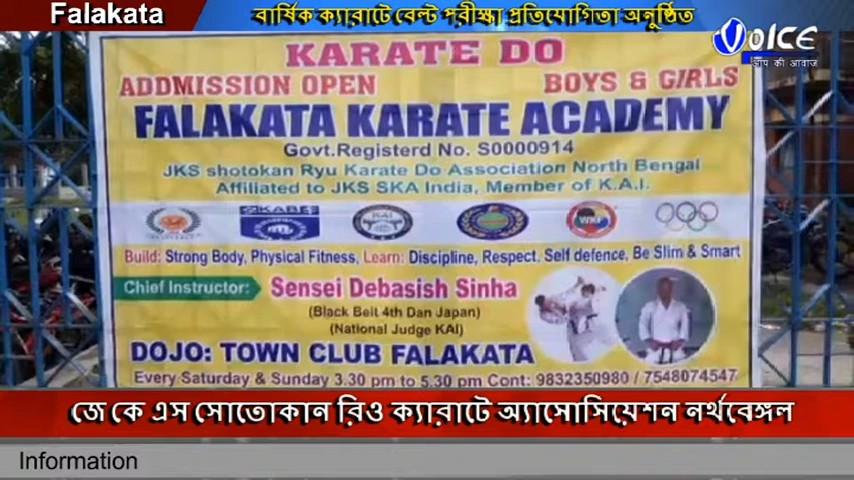 Falakata
বার্ষিক ক্যারাটে বেল্ট পরীক্ষা প্রতিযোগিতা অনুষ্ঠিত
VOICE
आप की आवाज
KARATE DO
ADDMISSION OPEN BOYS & GIRLS
FALAKATA KARATE ACADEMY
Govt.Registerd No. S0000914
JKS shotokan Ryu Karate Do Association North Bengal
Affiliated to JKS SKA India, Member of K.A.I.
KAI WKF
Build: Strong Body, Physical Fitness, Learn: Discipline, Respect, Self defence, Be Slim & Smart
Chief Instructor: Sensei Debasish Sinha
(Black Belt 4th Dan Japan)
(National Judge KAI)
DOJO: TOWN CLUB FALAKATA
Every Saturday & Sunday 3.30 pm to 5.30 pm Cont: 9832350980 / 7548074547
জে কে এস সোতোকান রিও ক্যারাটে অ্যাসোসিয়েশন নর্থবেঙ্গল
Information